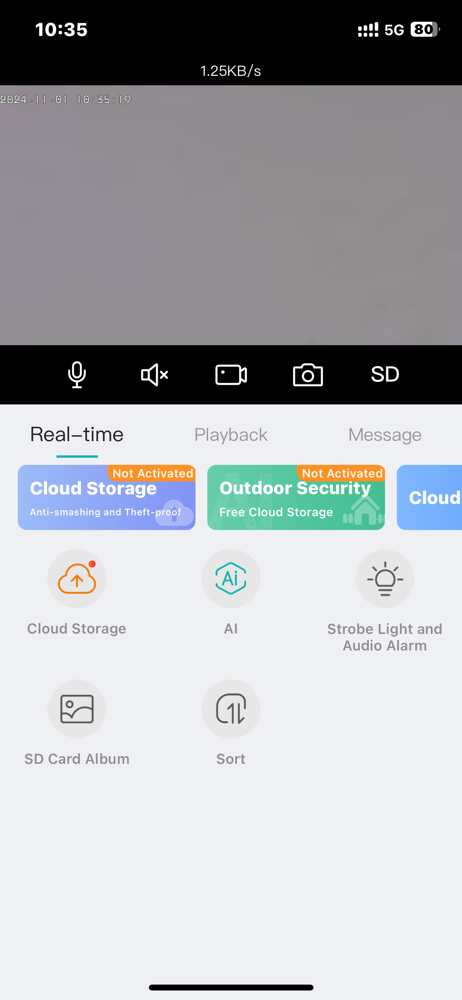 10:35
5G 80
1.25KB/s
2024-11-01 10:35:19
SD
Real-time
Playback
Message
Not Activated
Cloud Storage
Anti-smashing and Theft-proof
Not Activated
Outdoor Security
Free Cloud Storage
Cloud
Ai
Cloud Storage
AI
Strobe Light and
Audio Alarm
SD Card Album
Sort